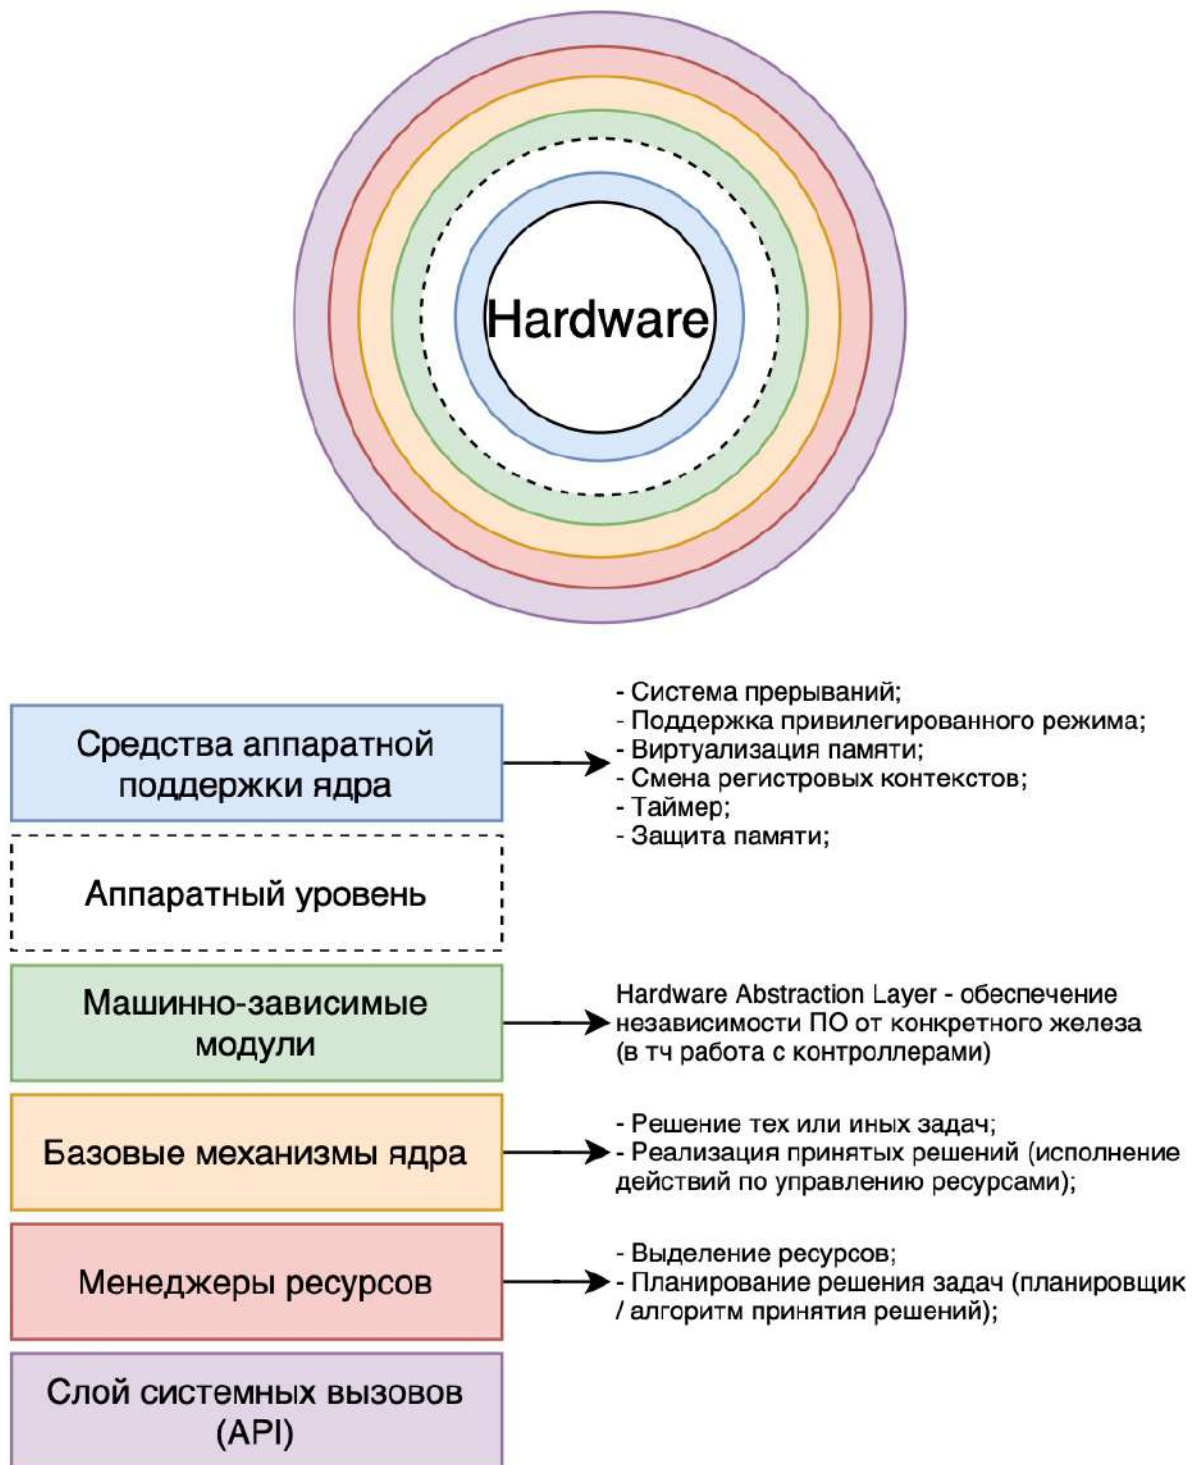 Hardware
Средства аппаратной
поддержки ядра
- Система прерываний;
- Поддержка привилегированного режима;
- Виртуализация памяти;
- Смена регистровых контекстов;
- Таймер;
- Защита памяти;
Аппаратный уровень
Машинно-зависимые
модули
Hardware Abstraction Layer - обеспечение
независимости ПО от конкретного железа
(в тч работа с контроллерами)
Базовые механизмы ядра
- Решение тех или иных задач;
- Реализация принятых решений (исполнение
действий по управлению ресурсами);
Менеджеры ресурсов
- Выделение ресурсов;
- Планирование решения задач (планировщик
/ алгоритм принятия решений);
Слой системных вызовов
(API)